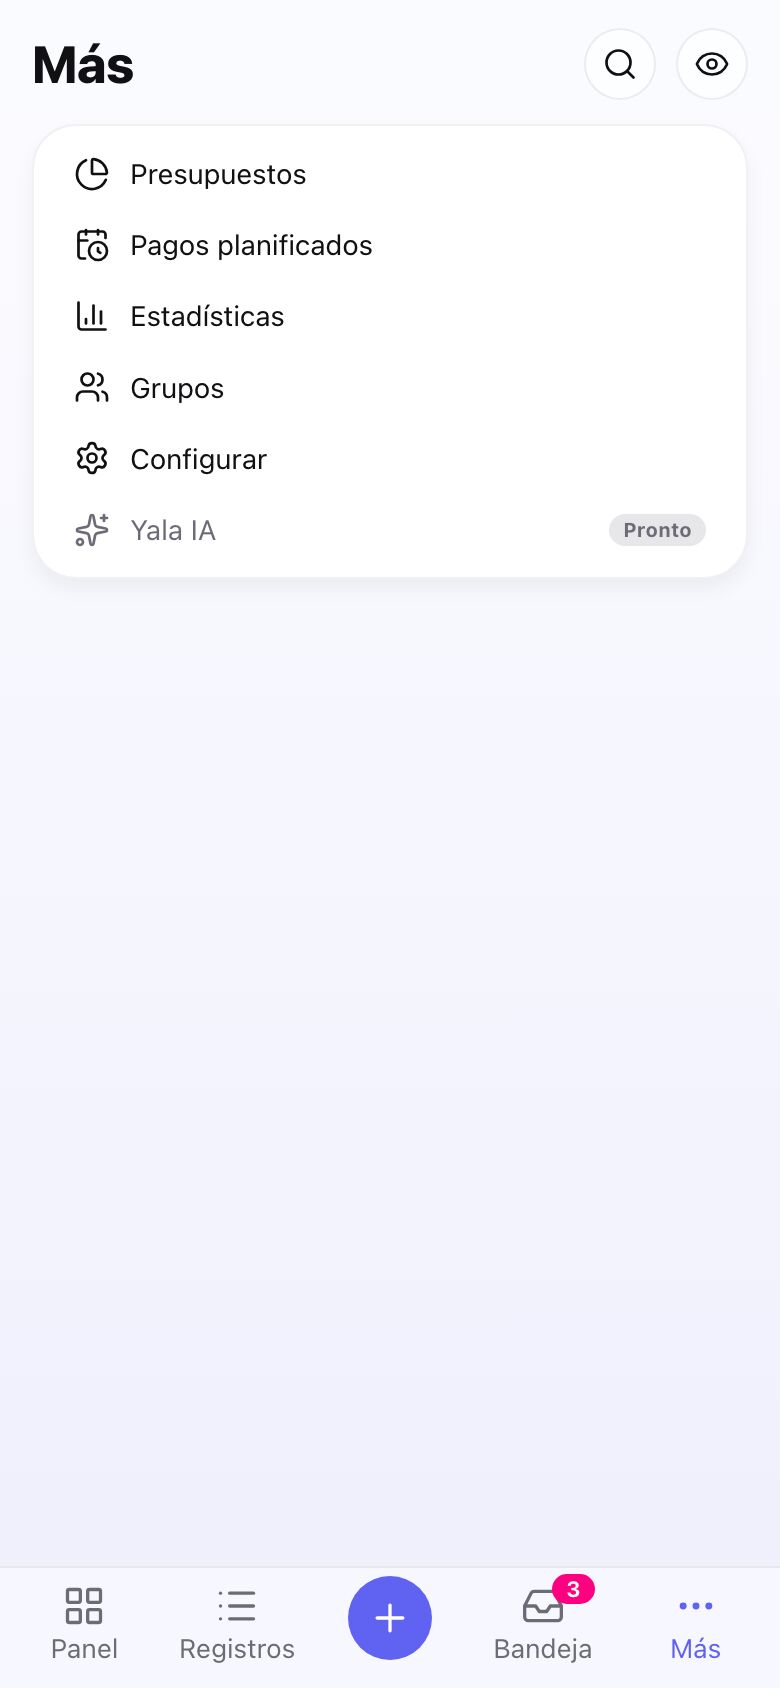 Más
Presupuestos
Pagos planificados
Estadísticas
Grupos
Configurar
Yala IA
Pronto
3
Panel
Registros
Bandeja
Más